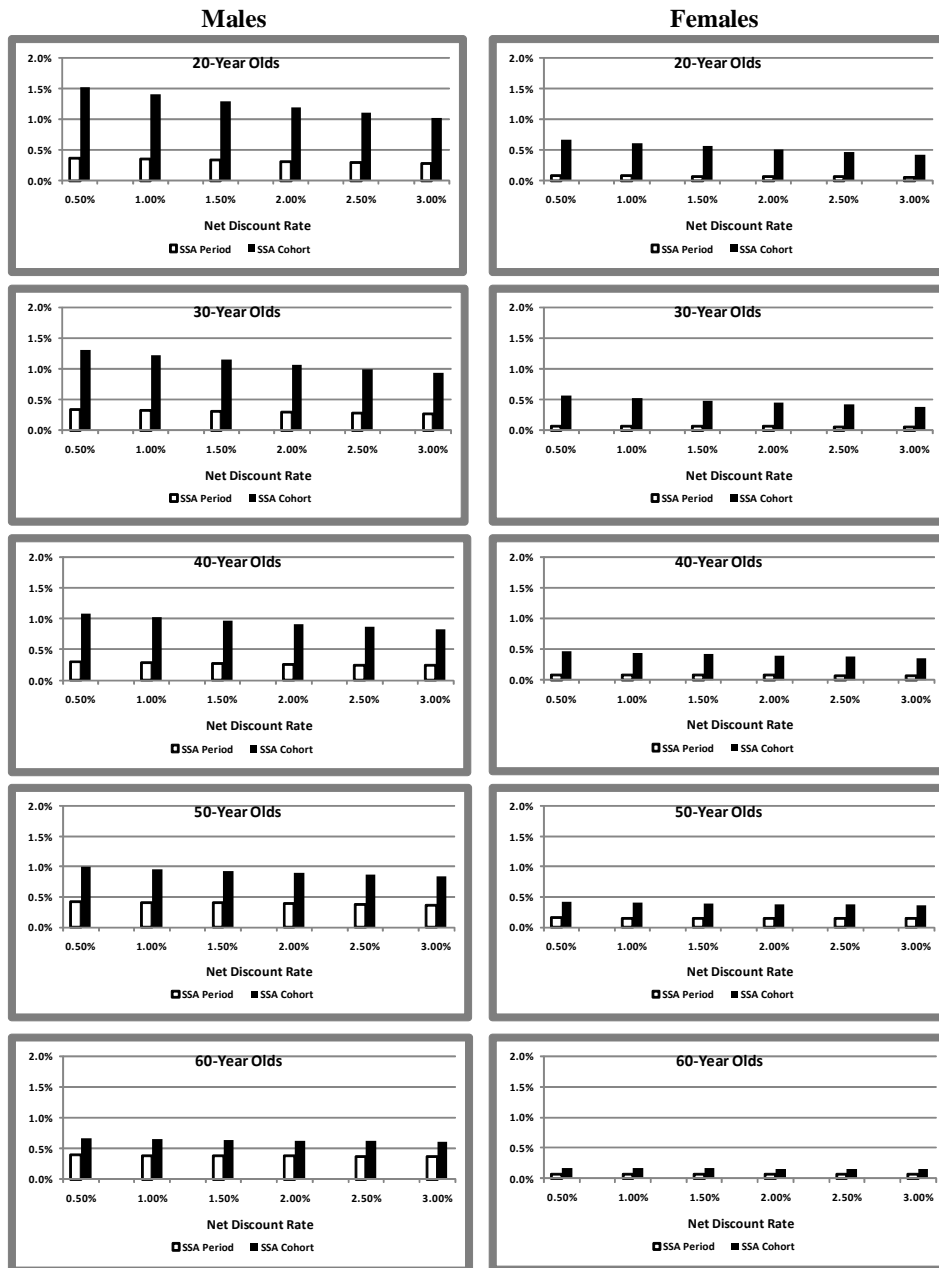 Males
Females
20-Year Olds
2.0%
1.5%
1.0%
0.5%
0.0%
0.50% 1.00% 1.50% 2.00% 2.50% 3.00%
Net Discount Rate
SSA Period SSA Cohort
20-Year Olds
2.0%
1.5%
1.0%
0.5%
0.0%
0.50% 1.00% 1.50% 2.00% 2.50% 3.00%
Net Discount Rate
SSA Period SSA Cohort
30-Year Olds
2.0%
1.5%
1.0%
0.5%
0.0%
0.50% 1.00% 1.50% 2.00% 2.50% 3.00%
Net Discount Rate
SSA Period SSA Cohort
30-Year Olds
2.0%
1.5%
1.0%
0.5%
0.0%
0.50% 1.00% 1.50% 2.00% 2.50% 3.00%
Net Discount Rate
SSA Period SSA Cohort
40-Year Olds
2.0%
1.5%
1.0%
0.5%
0.0%
0.50% 1.00% 1.50% 2.00% 2.50% 3.00%
Net Discount Rate
SSA Period SSA Cohort
40-Year Olds
2.0%
1.5%
1.0%
0.5%
0.0%
0.50% 1.00% 1.50% 2.00% 2.50% 3.00%
Net Discount Rate
SSA Period SSA Cohort
50-Year Olds
2.0%
1.5%
1.0%
0.5%
0.0%
0.50% 1.00% 1.50% 2.00% 2.50% 3.00%
Net Discount Rate
SSA Period SSA Cohort
50-Year Olds
2.0%
1.5%
1.0%
0.5%
0.0%
0.50% 1.00% 1.50% 2.00% 2.50% 3.00%
Net Discount Rate
SSA Period SSA Cohort
60-Year Olds
2.0%
1.5%
1.0%
0.5%
0.0%
0.50% 1.00% 1.50% 2.00% 2.50% 3.00%
Net Discount Rate
SSA Period SSA Cohort
60-Year Olds
2.0%
1.5%
1.0%
0.5%
0.0%
0.50% 1.00% 1.50% 2.00% 2.50% 3.00%
Net Discount Rate
SSA Period SSA Cohort